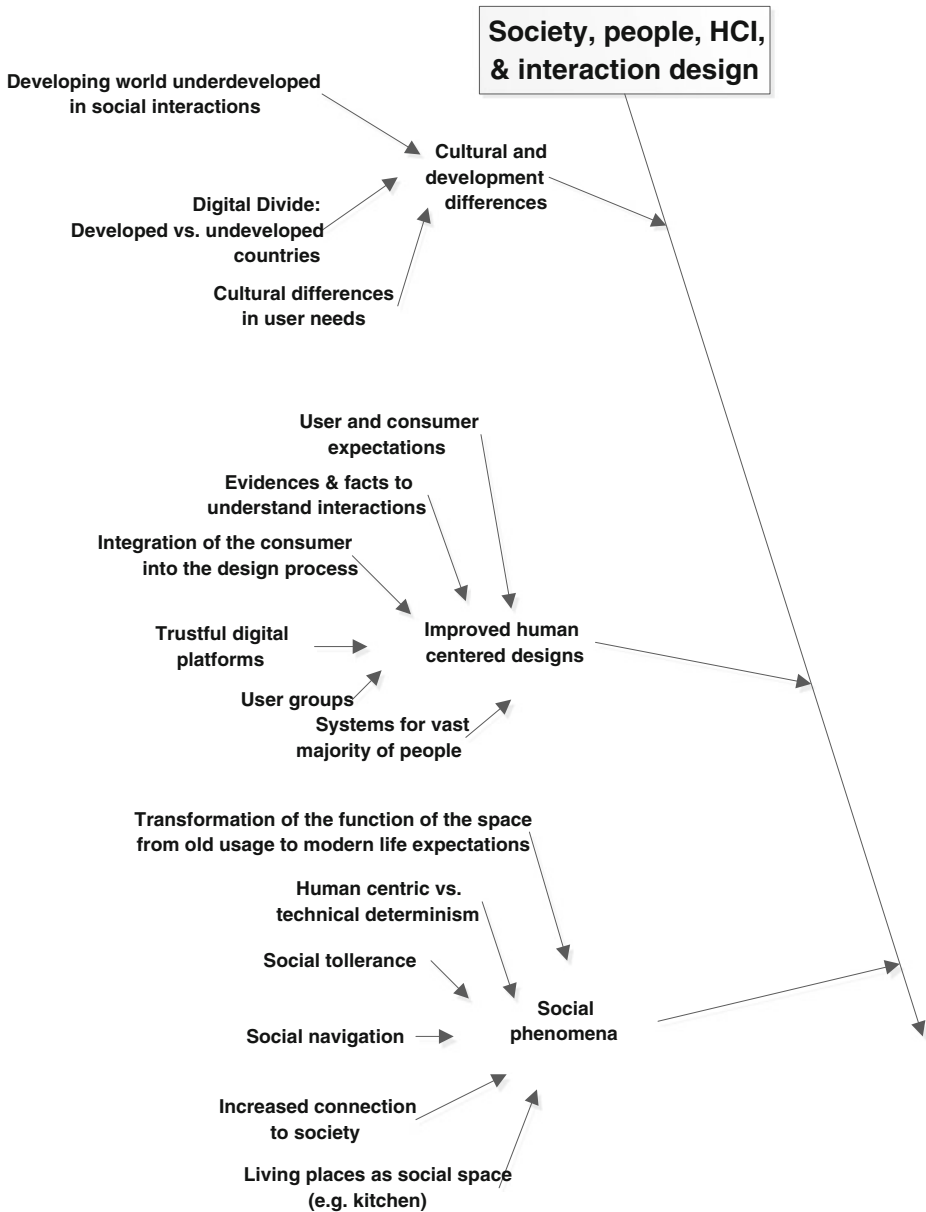 Society, people, HCI,
& interaction design
Developing world underdeveloped
in social interactions
Cultural and
development
differences
Digital Divide:
Developed vs. undeveloped
countries
Cultural differences
in user needs
User and consumer
expectations
Evidences & facts to
understand interactions
Integration of the consumer
into the design process
Trustful digital
platforms
Improved human
centered designs
User groups
Systems for vast
majority of people
Transformation of the function of the space
from old usage to modern life expectations
Human centric vs.
technical determinism
Social tollerance
Social
phenomena
Social navigation
Increased connection
to society
Living places as social space
(e.g. kitchen)